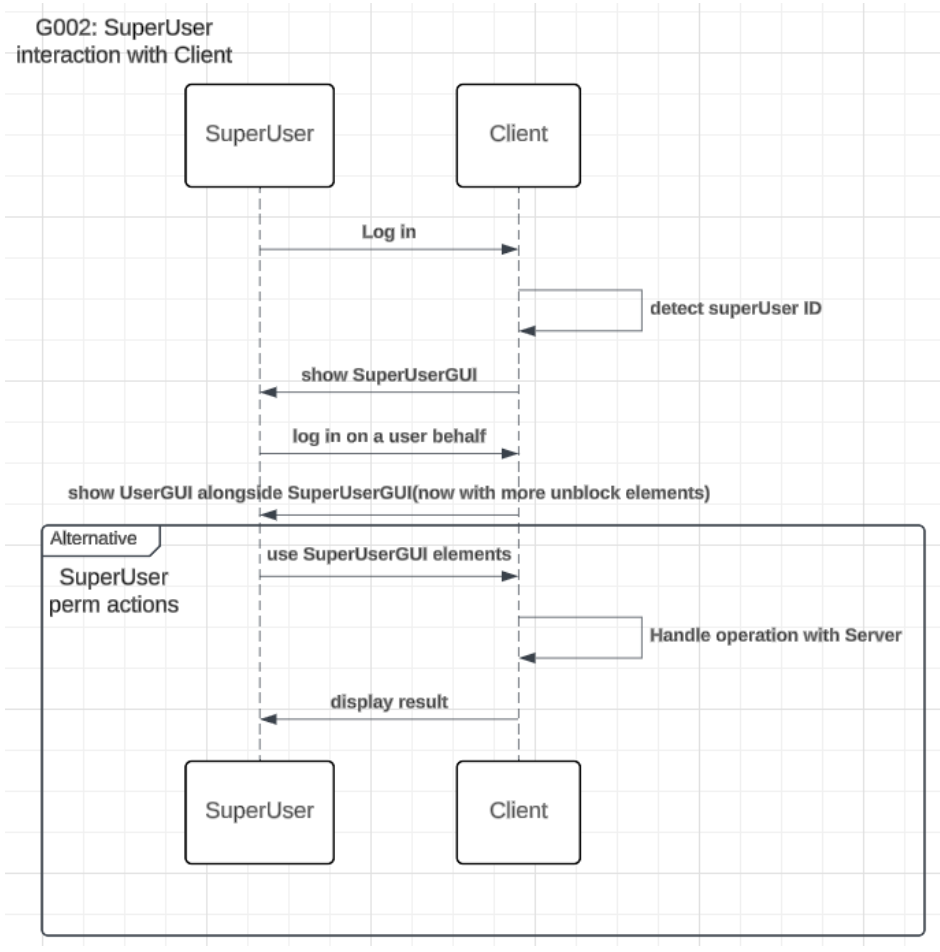 G002: SuperUser
interaction with Client
SuperUser
Client
Log in
detect superUser ID
show SuperUserGUI
log in on a user behalf
show UserGUI alongside SuperUserGUI(now with more unblock elements)
Alternative
use SuperUserGUI elements
SuperUser
perm actions
Handle operation with Server
display result
SuperUser
Client